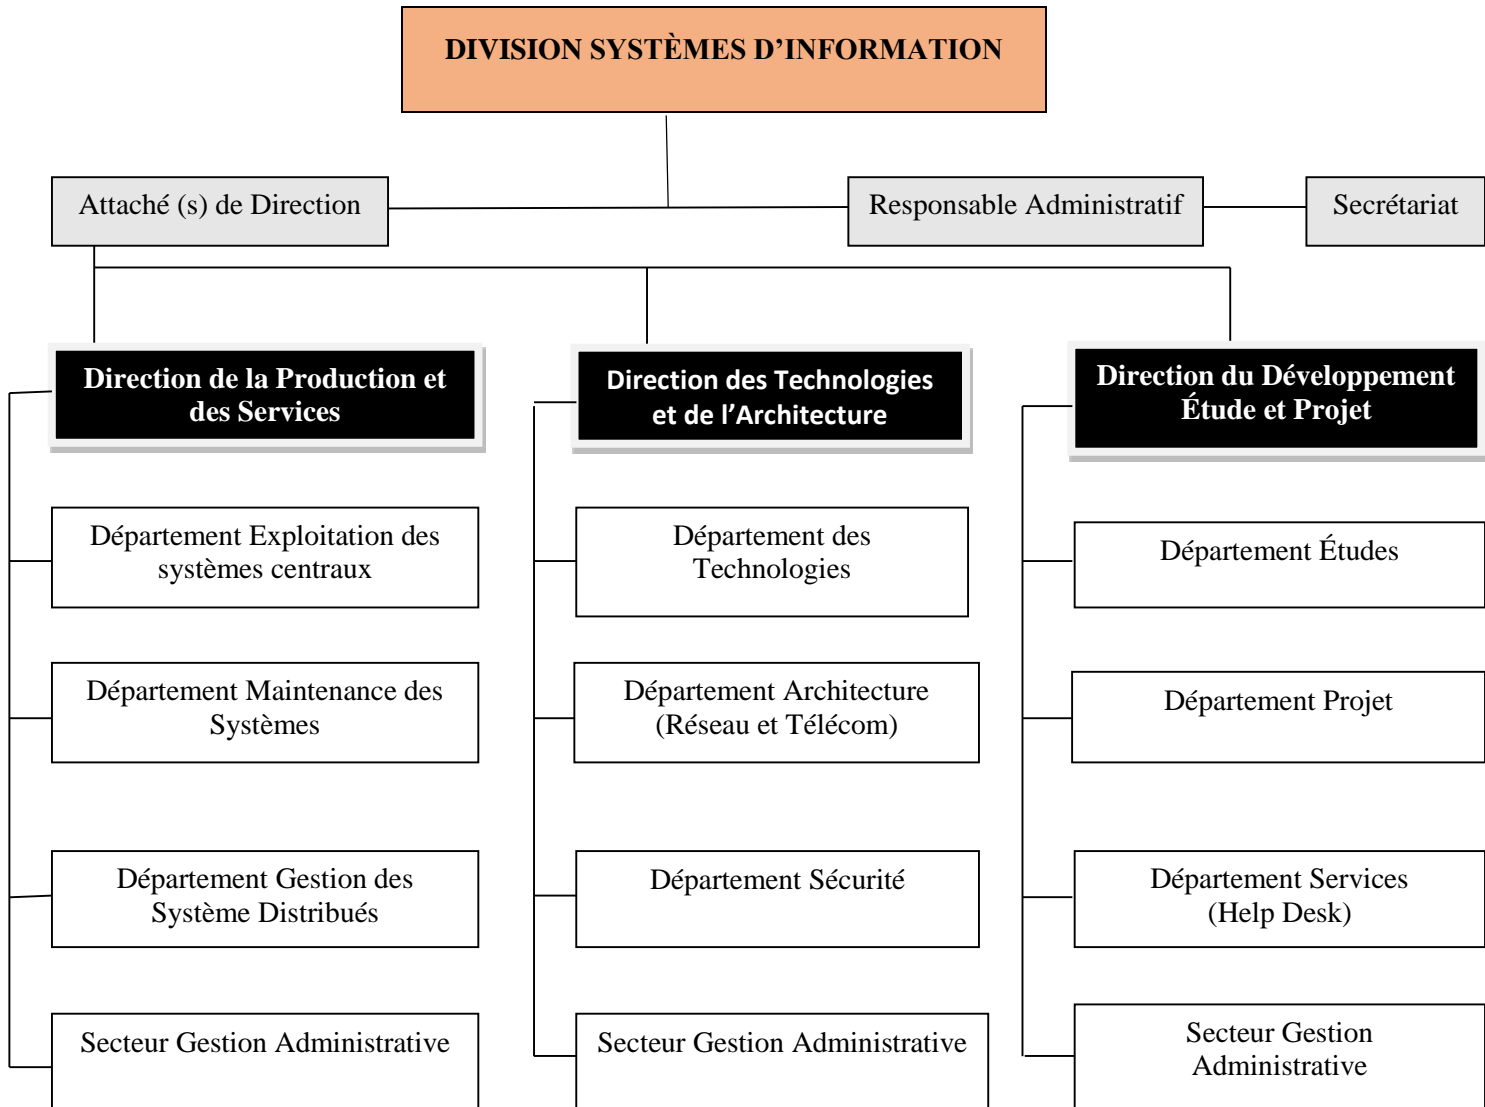 DIVISION SYSTÈMES D’INFORMATION
Attaché (s) de Direction
Responsable Administratif
Secrétariat
Direction de la Production et
des Services
Direction des Technologies
et de l’Architecture
Direction du Développement
Étude et Projet
Département Exploitation des
systèmes centraux
Département des
Technologies
Département Études
Département Maintenance des
Systèmes
Département Architecture
(Réseau et Télécom)
Département Projet
Département Gestion des
Système Distribués
Département Sécurité
Département Services
(Help Desk)
Secteur Gestion Administrative
Secteur Gestion Administrative
Secteur Gestion
Administrative